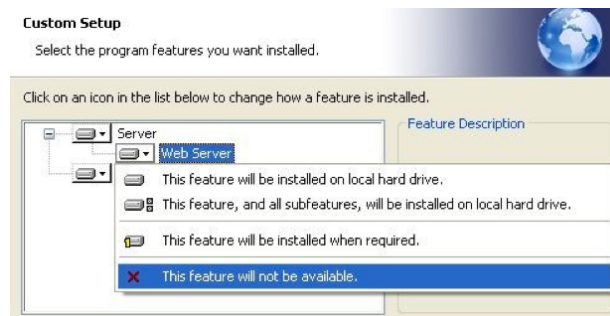 Custom Setup
Select the program features you want installed.
Click on an icon in the list below to change how a feature is installed.
Feature Description
Server
Web Server
This feature will be installed on local hard drive.
This feature, and all subfeatures, will be installed on local hard drive.
This feature will be installed when required.
This feature will not be available.